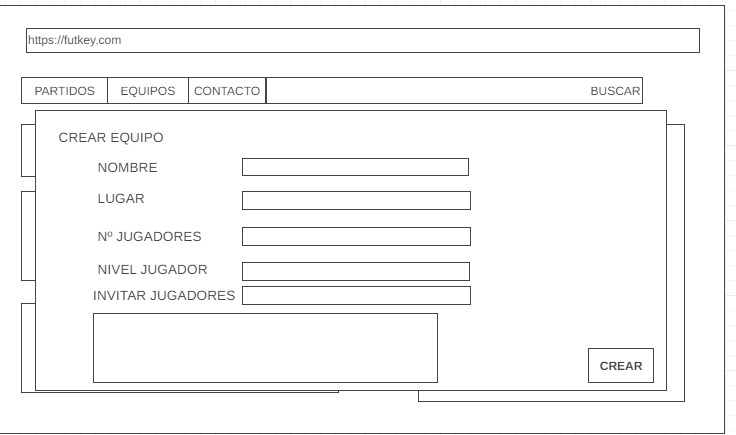 https://futkey.com
PARTIDOS EQUIPOS CONTACTO BUSCAR
CREAR EQUIPO
NOMBRE
LUGAR
Nº JUGADORES
NIVEL JUGADOR
INVITAR JUGADORES
CREAR